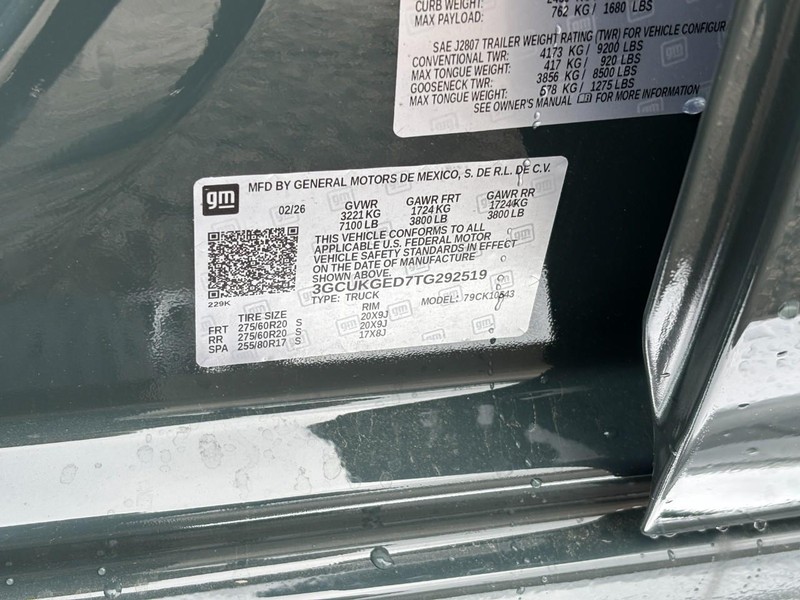 CURB WEIGHT:
MAX PAYLOAD: 762 KG / 1680 LBS
SAE J2807 TRAILER WEIGHT RATING (TWR) FOR VEHICLE CONFIGUR
CONVENTIONAL TWR: 4173 KG / 9200 LBS
MAX TONGUE WEIGHT: 417 KG / 920 LBS
GOOSENECK TWR: 3856 KG / 8500 LBS
MAX TONGUE WEIGHT: 578 KG / 1275 LBS
SEE OWNER'S MANUAL FOR MORE INFORMATION
gm MFD BY GENERAL MOTORS DE MEXICO, S. DE R.L. DE C.V.
02/26 GVWR GAWR FRT GAWR RR
3221 KG 1724 KG 1724 KG
7100 LB 3800 LB 3800 LB
THIS VEHICLE CONFORMS TO ALL
APPLICABLE U.S. FEDERAL MOTOR
VEHICLE SAFETY STANDARDS IN EFFECT
ON THE DATE OF MANUFACTURE
SHOWN ABOVE.
3GCUKGED7TG292519
229K TYPE: TRUCK MODEL: 79CK10543
TIRE SIZE RIM
FRT 275/60R20 S 20X9J
RR 275/60R20 S 20X9J
SPA 255/80R17 S 17X8J